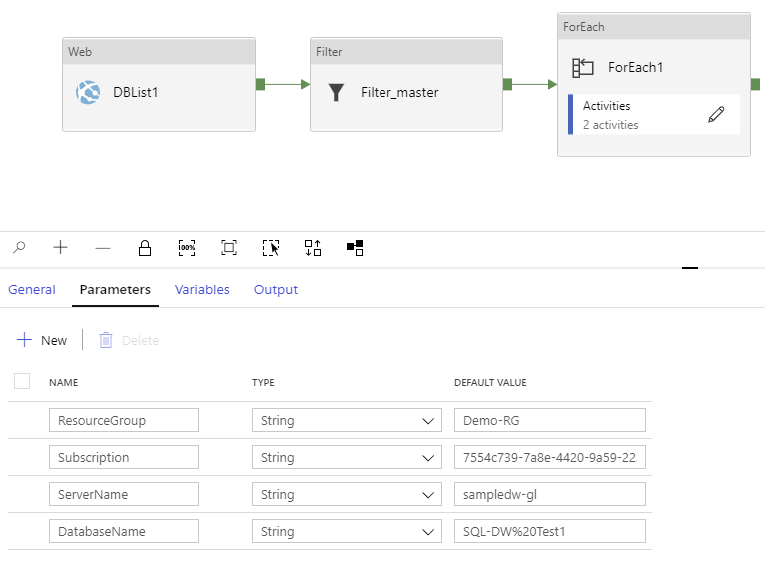 Web
DBList1
Filter
Filter_master
ForEach
ForEach1
Activities
2 activities
100%
General Parameters Variables Output
New Delete
NAME TYPE DEFAULT VALUE
ResourceGroup String Demo-RG
Subscription String 7554c739-7a8e-4420-9a59-22
ServerName String sampledw-gl
DatabaseName String SQL-DW%20Test1